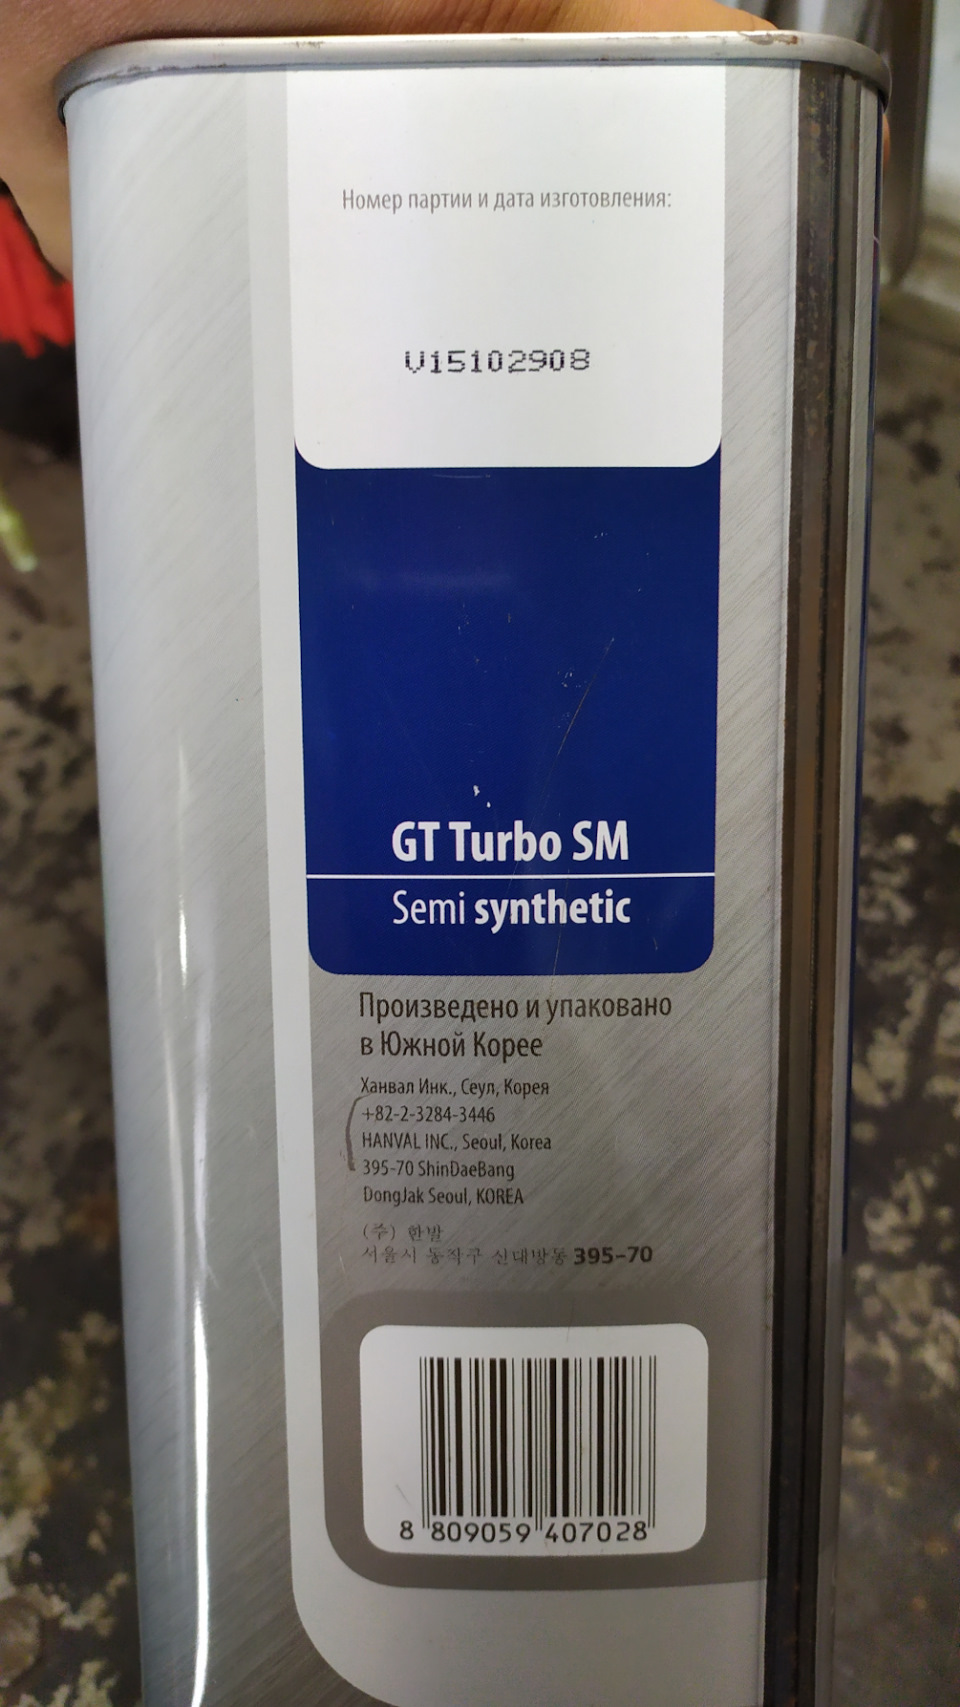 Номер партии и дата изготовления:
V15102908
GT Turbo SM
Semi synthetic
Произведено и упаковано
в Южной Корее
Ханвал Инк., Сеул, Корея
+82-2-3284-3446
HANVAL INC., Seoul, Korea
395-70 ShinDaeBang
DongJak Seoul, KOREA
(주) 한발
서울시 동작구 신대방동 395-70
8 809059 407028